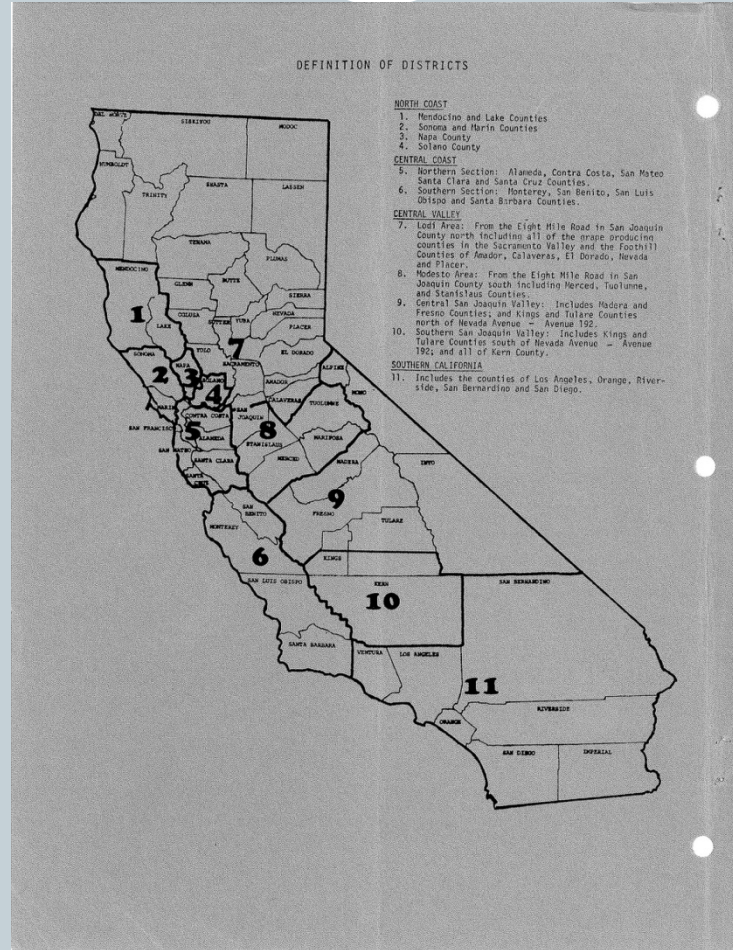 DEFINITION OF DISTRICTS
NORTH COAST
1. Mendocino and Lake Counties
2. Sonoma and Marin Counties
3. Napa County
4. Solano County
CENTRAL COAST
5. Northern Section: Alameda, Contra Costa, San Mateo
Santa Clara and Santa Cruz Counties.
6. Southern Section: Monterey, San Benito, San Luis
Obispo and Santa Barbara Counties.
CENTRAL VALLEY
7. Lodi Area: From the Eight Mile Road in San Joaquin
County north including all of the grape producing
counties in the Sacramento Valley and the Foothill
Counties of Amador, Calaveras, El Dorado, Nevada
and Placer.
8. Modesto Area: From the Eight Mile Road in San
Joaquin County south including Merced, Tuolumne,
and Stanislaus Counties.
9. Central San Joaquin Valley: Includes Madera and
Fresno Counties; and Kings and Tulare Counties
north of Nevada Avenue - Avenue 192.
10. Southern San Joaquin Valley: Includes Kings and
Tulare Counties south of Nevada Avenue - Avenue
192; and all of Kern County.
SOUTHERN CALIFORNIA
11. Includes the counties of Los Angeles, Orange, River-
side, San Bernardino and San Diego.
DEL NORTE
SISKIYOU
MODOC
HUMBOLDT
TRINITY
SHASTA
LASSEN
TEHAMA
PLUMAS
MENDOCINO
GLENN
BUTTE
SIERRA
1
LAKE
COLUSA
SUTTER
YUBA
NEVADA
PLACER
7
SONOMA
2
NAPA
3
YOLO
SACRAMENTO
EL DORADO
ALPINE
SOLANO
4
AMADOR
CALAVERAS
TUOLUMNE
MONO
MARIN
CONTRA COSTA
SAN
JOAQUIN
SAN FRANCISCO
5
ALAMEDA
8
STANISLAUS
MARIPOSA
SAN MATEO
SANTA CLARA
MERCED
MADERA
INYO
SANTA
CRUZ
9
SAN
BENITO
FRESNO
MONTEREY
TULARE
6
KINGS
SAN LUIS OBISPO
KERN
10
SAN BERNARDINO
SANTA BARBARA
VENTURA
LOS ANGELES
11
ORANGE
RIVERSIDE
SAN DIEGO
IMPERIAL